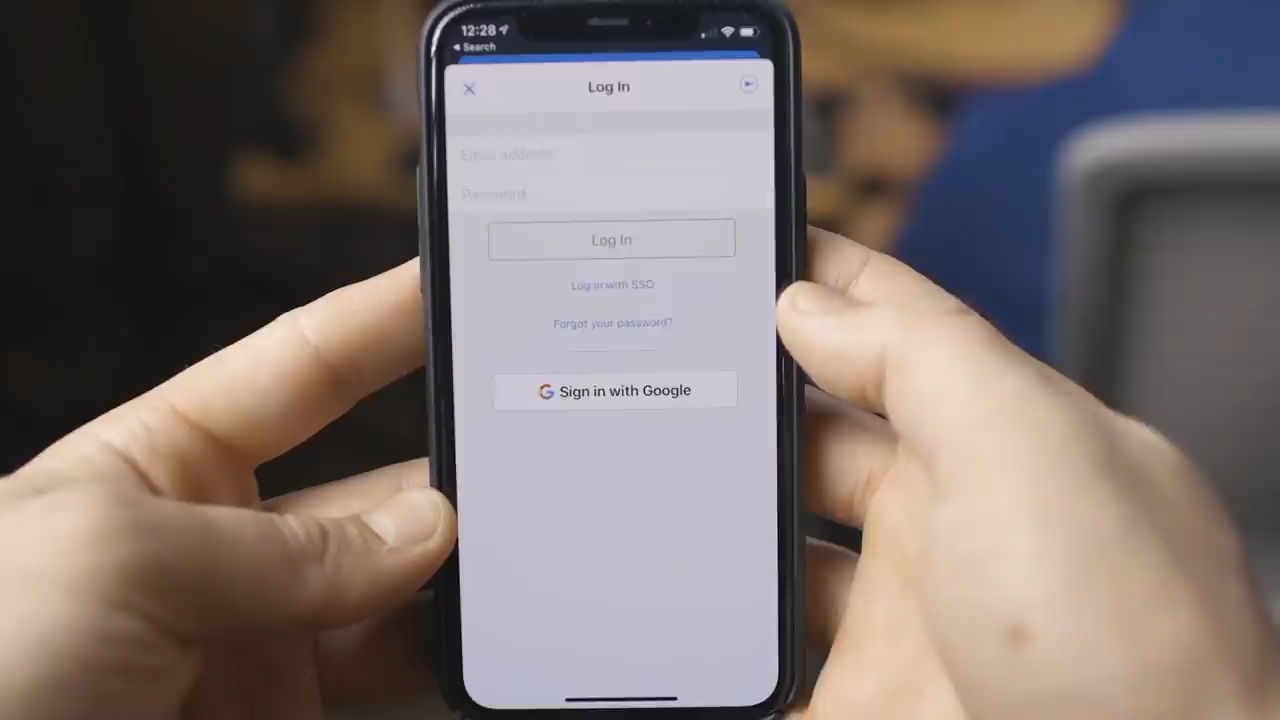 12:28
Search
Log In
Email address
Password
Log In
Log in with SSO
Forgot your password?
Sign in with Google